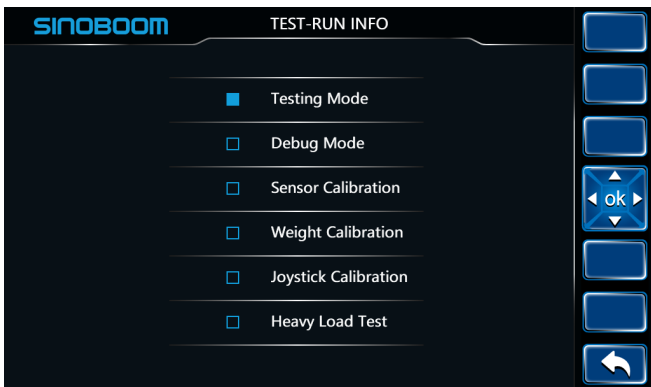 SINOBOOM
TEST-RUN INFO
Testing Mode
Debug Mode
Sensor Calibration
Weight Calibration
Joystick Calibration
Heavy Load Test
ok